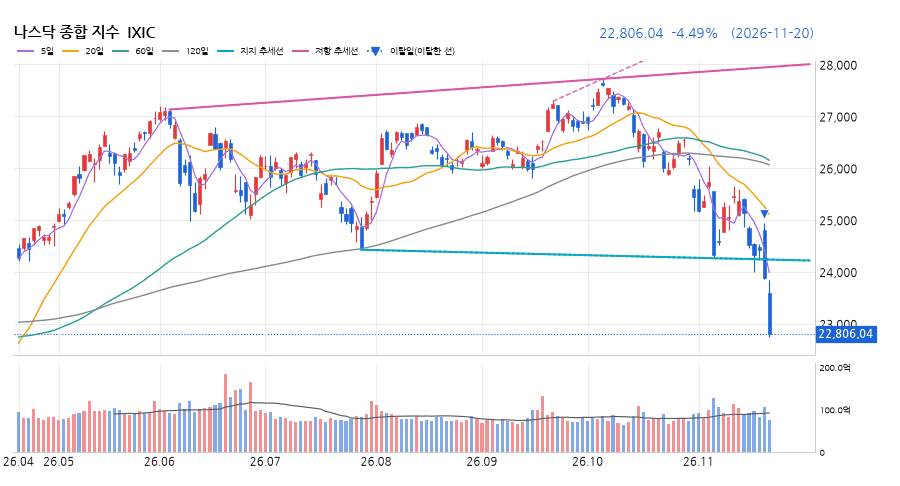 나스닥 종합 지수 IXIC
22,806.04 -4.49% (2026-11-20)
5일 20일 60일 120일 지지 추세선 저항 추세선 이탈일(이탈한 선)
28,000
27,000
26,000
25,000
24,000
23,000
22,806.04
200.0억
100.0억
0
26.04 26.05 26.06 26.07 26.08 26.09 26.10 26.11